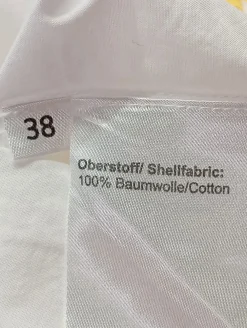 38
Oberstoff/ Shellfabric:
100% Baumwolle/Cotton